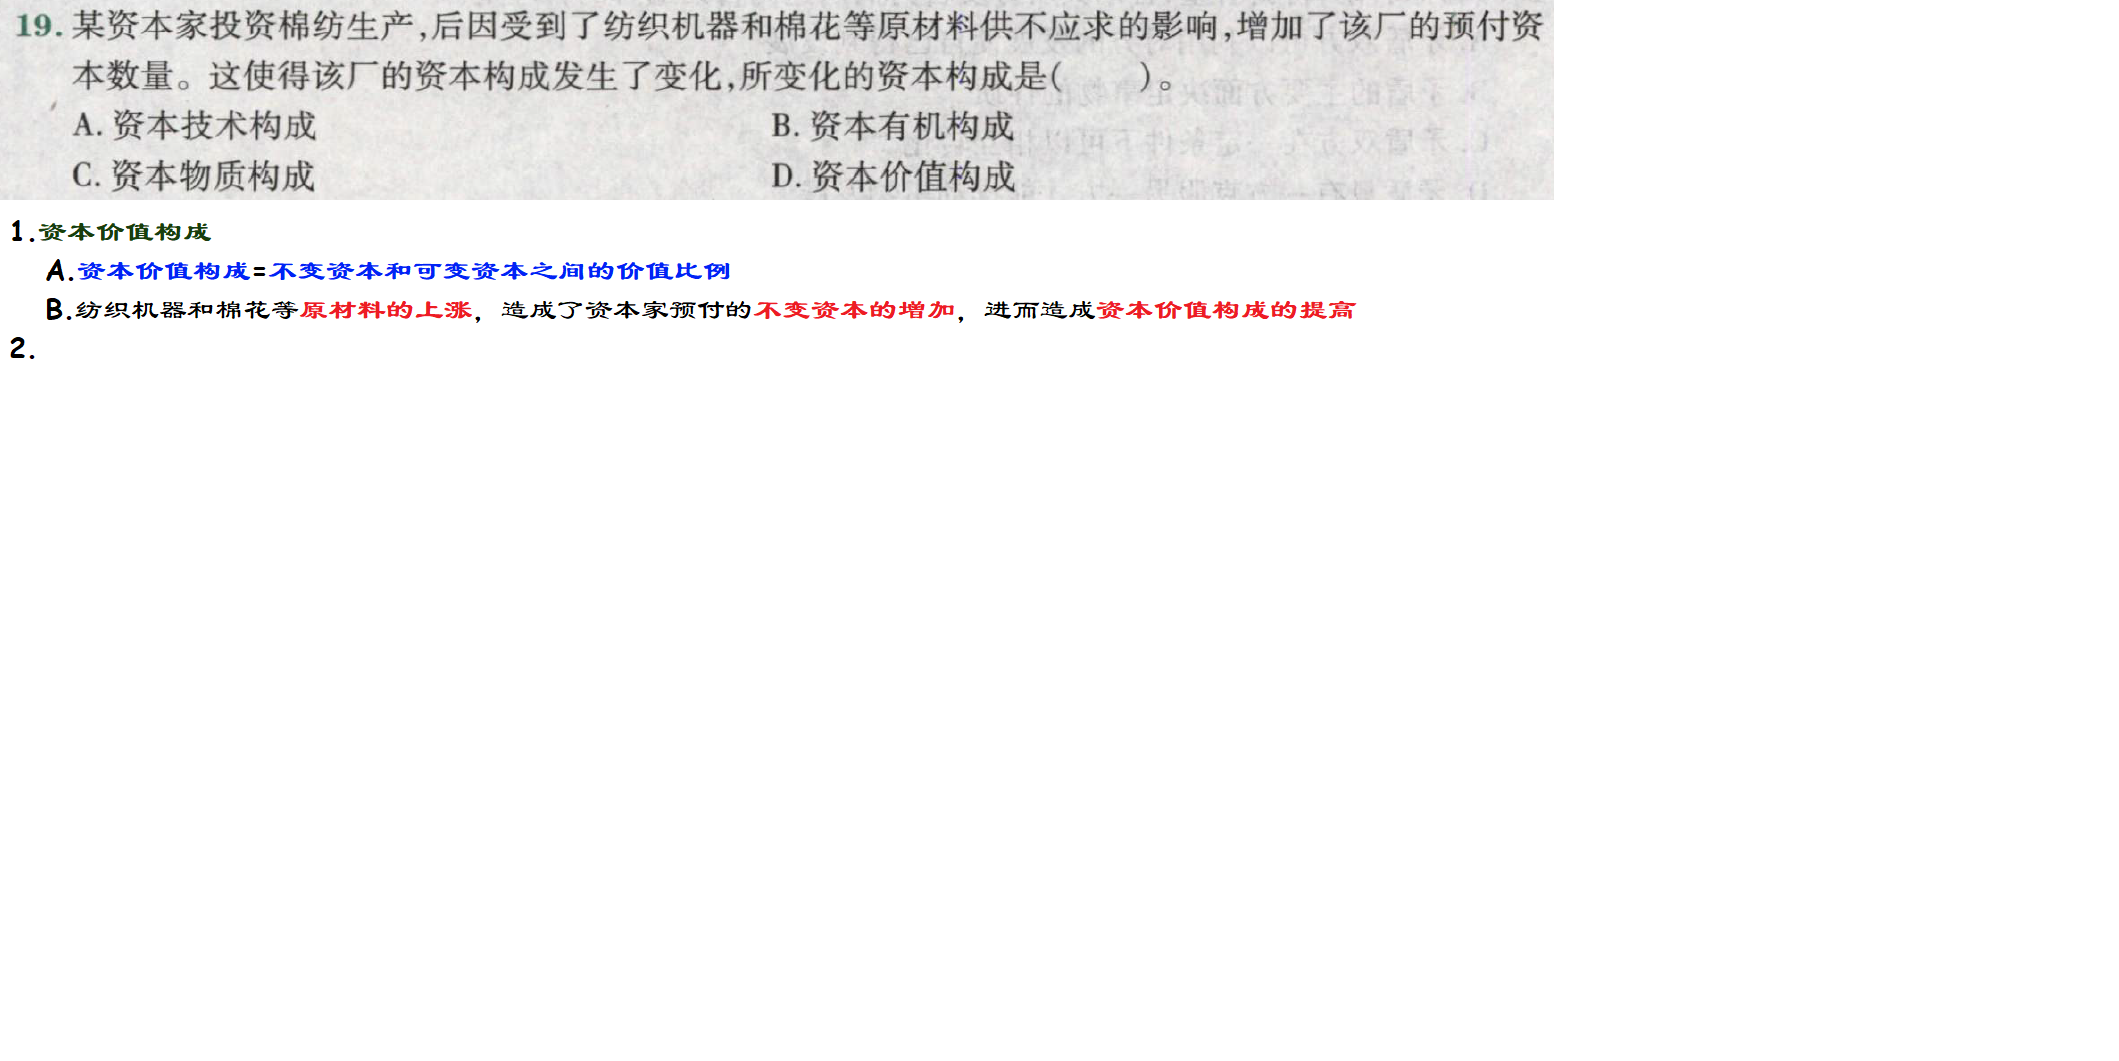 19. 某资本家投资棉纺生产,后因受到了纺织机器和棉花等原材料供不应求的影响,增加了该厂的预付资
本数量。这使得该厂的资本构成发生了变化,所变化的资本构成是(　　)。
A. 资本技术构成　B. 资本有机构成
C. 资本物质构成　D. 资本价值构成
1.资本价值构成
A.资本价值构成=不变资本和可变资本之间的价值比例
B.纺织机器和棉花等原材料的上涨，造成了资本家预付的不变资本的增加，进而造成资本价值构成的提高
2.